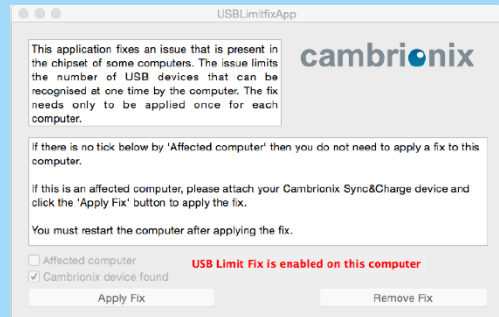 USBLimitfixApp
This application fixes an issue that is present in
the chipset of some computers. The issue limits
the number of USB devices that can be
recognised at one time by the computer. The fix
needs only to be applied once for each
computer.
cambrionix
If there is no tick below by 'Affected computer' then you do not need to apply a fix to this
computer.
If this is an affected computer, please attach your Cambrionix Sync&Charge device and
click the 'Apply Fix' button to apply the fix.
You must restart the computer after applying the fix.
Affected computer
USB Limit Fix is enabled on this computer
Cambrionix device found
Apply Fix
Remove Fix